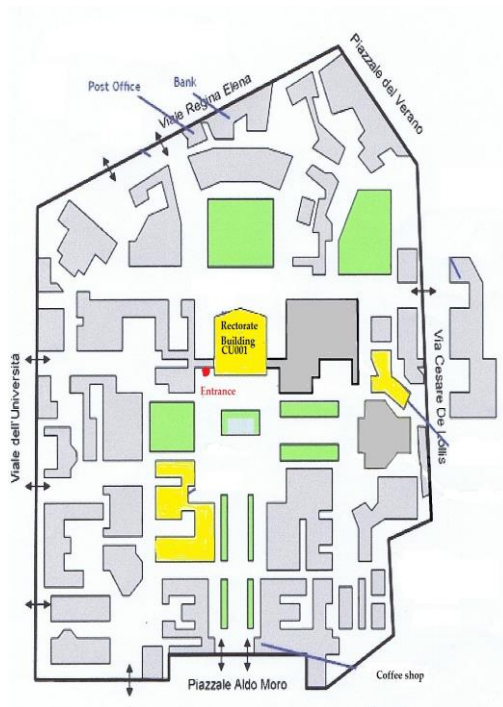 Piazzale del Verano
Bank
Post Office
Viale Regina Elena
Rectorate
Building
CU001
Entrance
Via Cesare De Lollis
Viale dell'Università
Coffee shop
Piazzale Aldo Moro